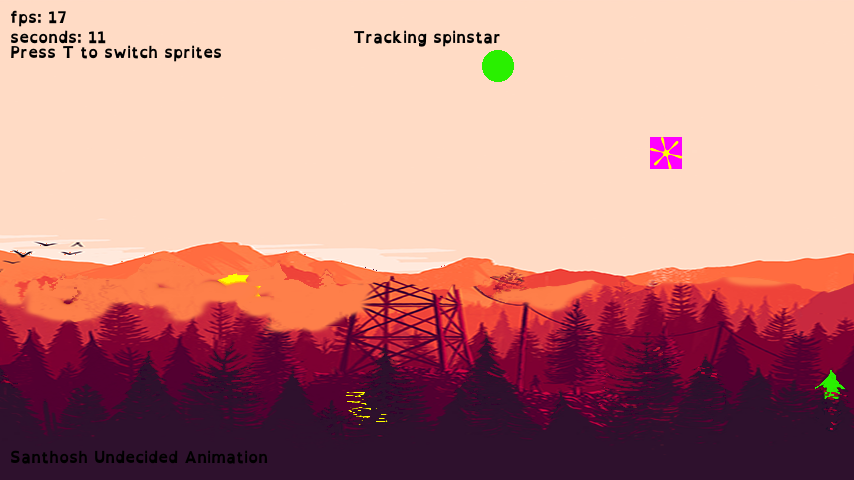 fps: 17
seconds: 11
Press T to switch sprites
Tracking spinstar
Santhosh Undecided Animation